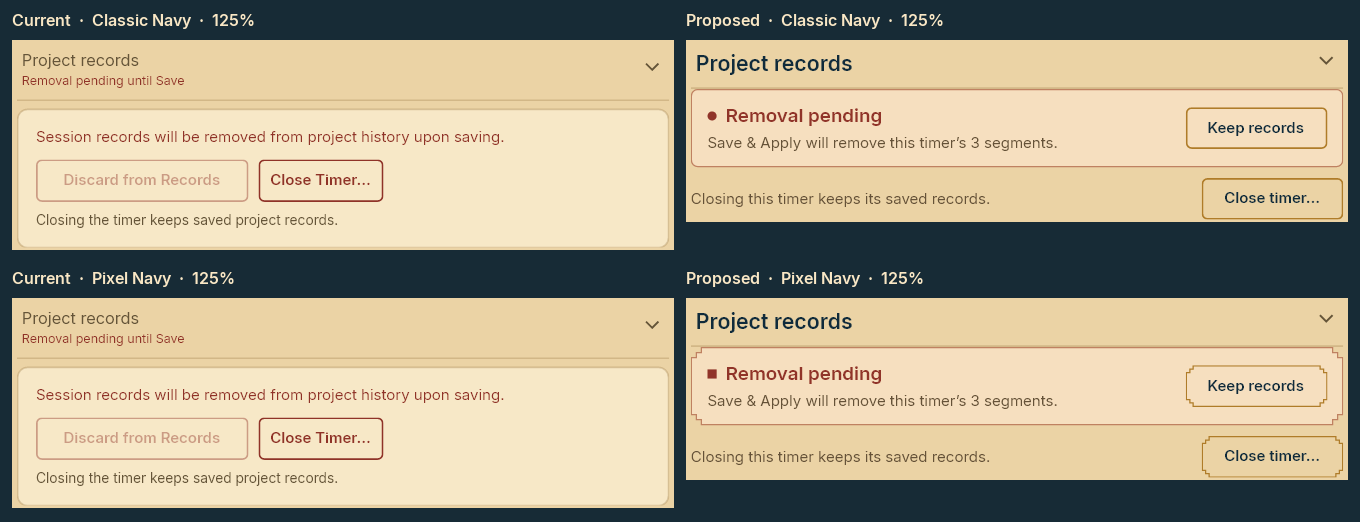 Current · Classic Navy · 125%
Project records
Removal pending until Save
Session records will be removed from project history upon saving.
Discard from Records
Close Timer...
Closing the timer keeps saved project records.
Proposed · Classic Navy · 125%
Project records
Removal pending
Save & Apply will remove this timer’s 3 segments.
Keep records
Closing this timer keeps its saved records.
Close timer...
Current · Pixel Navy · 125%
Project records
Removal pending until Save
Session records will be removed from project history upon saving.
Discard from Records
Close Timer...
Closing the timer keeps saved project records.
Proposed · Pixel Navy · 125%
Project records
Removal pending
Save & Apply will remove this timer’s 3 segments.
Keep records
Closing this timer keeps its saved records.
Close timer...